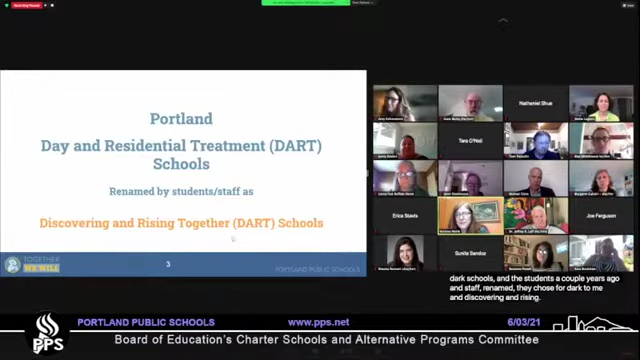 Portland
Day and Residential Treatment (DART)
Schools
Renamed by students/staff as
Discovering and Rising Together (DART) Schools
TOGETHER
WE WILL
3
PORTLAND PUBLIC SCHOOLS
Nathaniel Shue
Tara O'Neil
Erica Stavis
Joe Ferguson
Sunita Sandoz
dark schools, and the students a couple years ago
and staff, renamed, they chose for dark to me
and discovering and rising.
PPS
PORTLAND PUBLIC SCHOOLS
www.pps.net
6/03/21
Board of Education's Charter Schools and Alternative Programs Committee